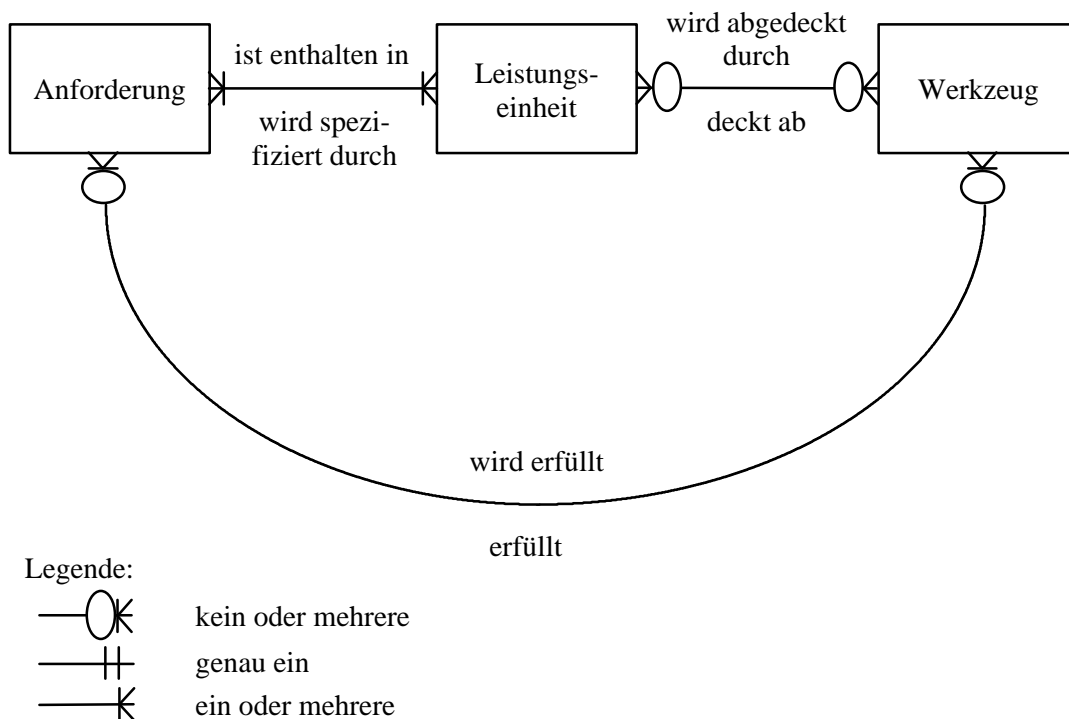 Anforderung
ist enthalten in
wird spezi-
fiziert durch
Leistungs-
einheit
wird abgedeckt
durch
deckt ab
Werkzeug
wird erfüllt
erfüllt
Legende:
kein oder mehrere
genau ein
ein oder mehrere